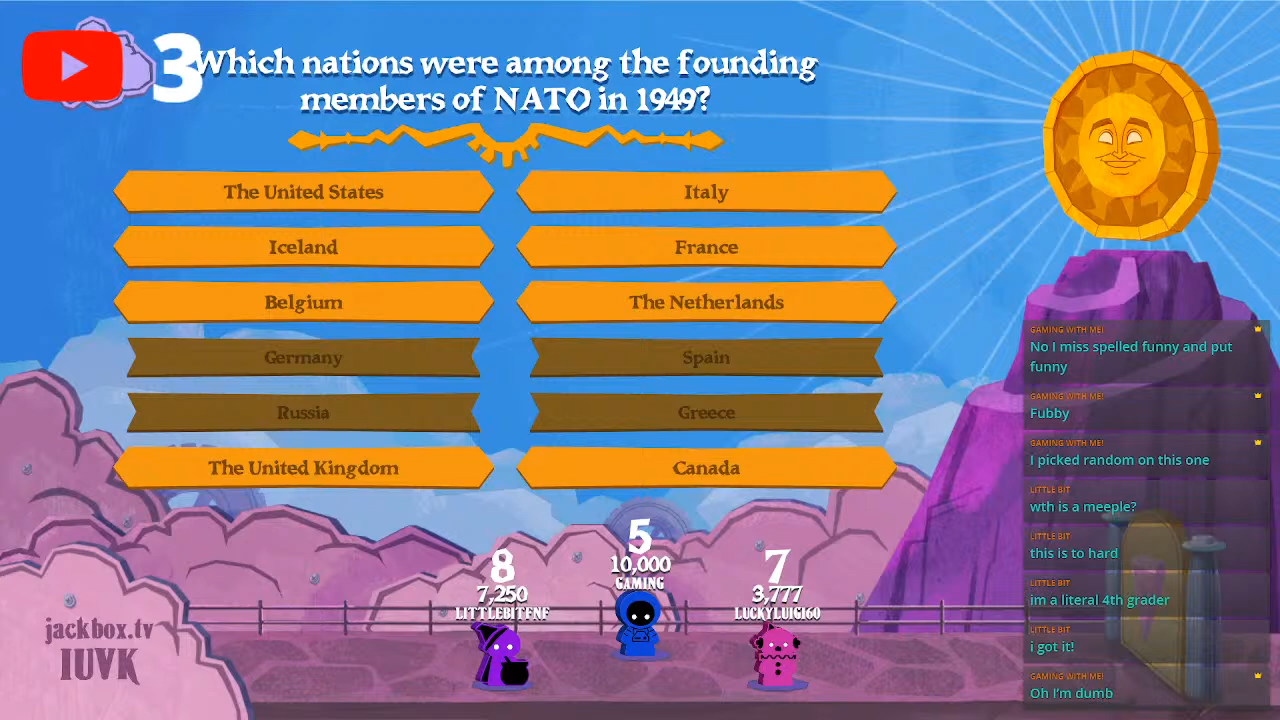 3
Which nations were among the founding
members of NATO in 1949?
The United States
Italy
Iceland
France
Belgium
The Netherlands
Germany
Spain
Russia
Greece
The United Kingdom
Canada
8
7,250
LITTLEBITFNF
5
10,000
GAMING
7
3,777
LUCKYLUIGI60
jackbox.tv
IUVK
GAMING WITH ME!
No I miss spelled funny and put
funny
GAMING WITH ME!
Fubby
GAMING WITH ME!
I picked random on this one
LITTLE BIT
wth is a meeple?
LITTLE BIT
this is to hard
LITTLE BIT
im a literal 4th grader
LITTLE BIT
i got it!
GAMING WITH ME!
Oh I'm dumb